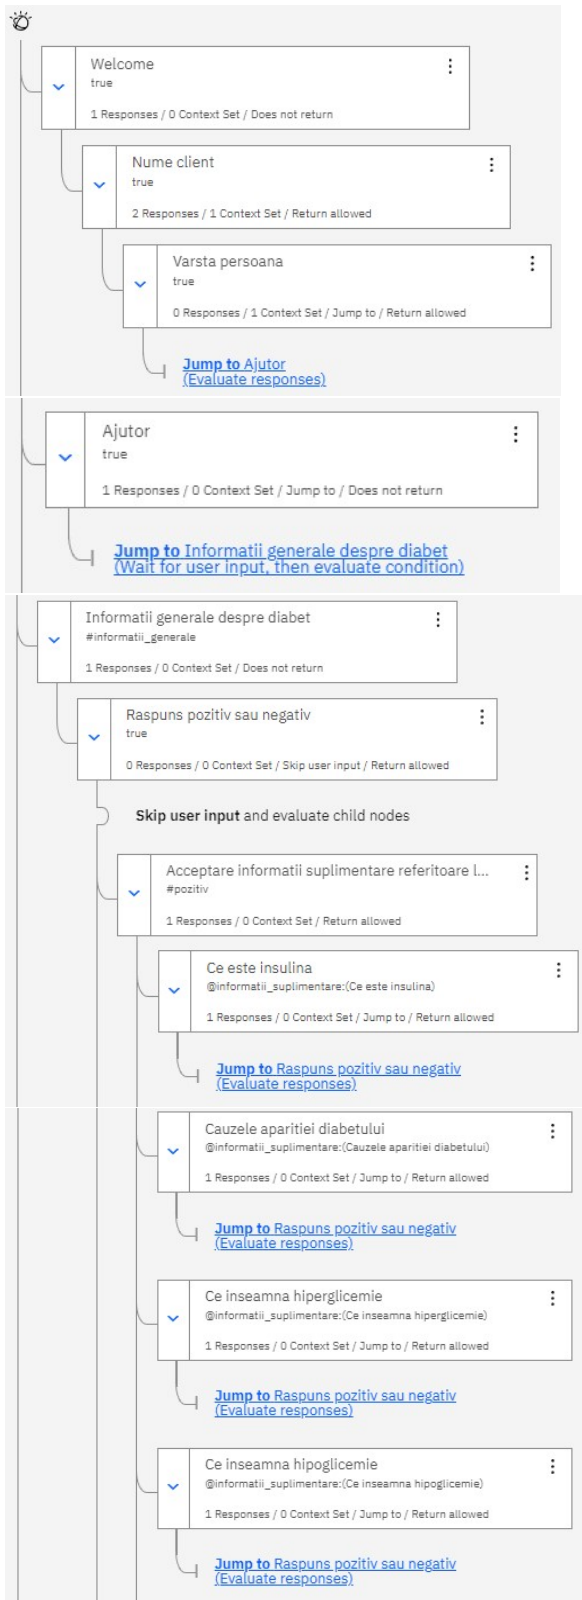 Welcome
true
1 Responses / 0 Context Set / Does not return
Nume client
true
2 Responses / 1 Context Set / Return allowed
Varsta persoana
true
0 Responses / 1 Context Set / Jump to / Return allowed
Jump to Ajutor
(Evaluate responses)
Ajutor
true
1 Responses / 0 Context Set / Jump to / Does not return
Jump to Informatii generale despre diabet
(Wait for user input, then evaluate condition)
Informatii generale despre diabet
#informatii_generale
1 Responses / 0 Context Set / Does not return
Raspuns pozitiv sau negativ
true
0 Responses / 0 Context Set / Skip user input / Return allowed
Skip user input and evaluate child nodes
Acceptare informatii suplimentare referitoare l...
#pozitiv
1 Responses / 0 Context Set / Return allowed
Ce este insulina
@informatii_suplimentare:(Ce este insulina)
1 Responses / 0 Context Set / Jump to / Return allowed
Jump to Raspuns pozitiv sau negativ
(Evaluate responses)
Cauzele aparitiei diabetului
@informatii_suplimentare:(Cauzele aparitiei diabetului)
1 Responses / 0 Context Set / Jump to / Return allowed
Jump to Raspuns pozitiv sau negativ
(Evaluate responses)
Ce inseamna hiperglicemie
@informatii_suplimentare:(Ce inseamna hiperglicemie)
1 Responses / 0 Context Set / Jump to / Return allowed
Jump to Raspuns pozitiv sau negativ
(Evaluate responses)
Ce inseamna hipoglicemie
@informatii_suplimentare:(Ce inseamna hipoglicemie)
1 Responses / 0 Context Set / Jump to / Return allowed
Jump to Raspuns pozitiv sau negativ
(Evaluate responses)